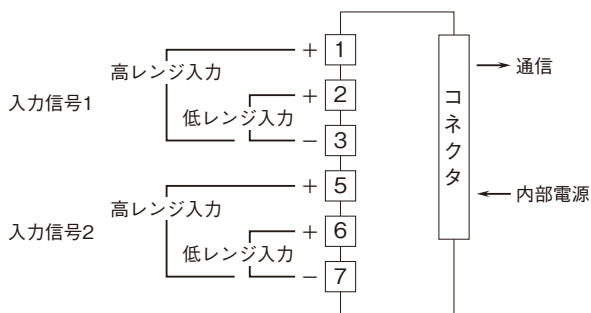 + 1
高レンジ入力
入力信号1
+ 2
低レンジ入力
− 3
+ 5
高レンジ入力
入力信号2
+ 6
低レンジ入力
− 7
コネクタ
通信
内部電源